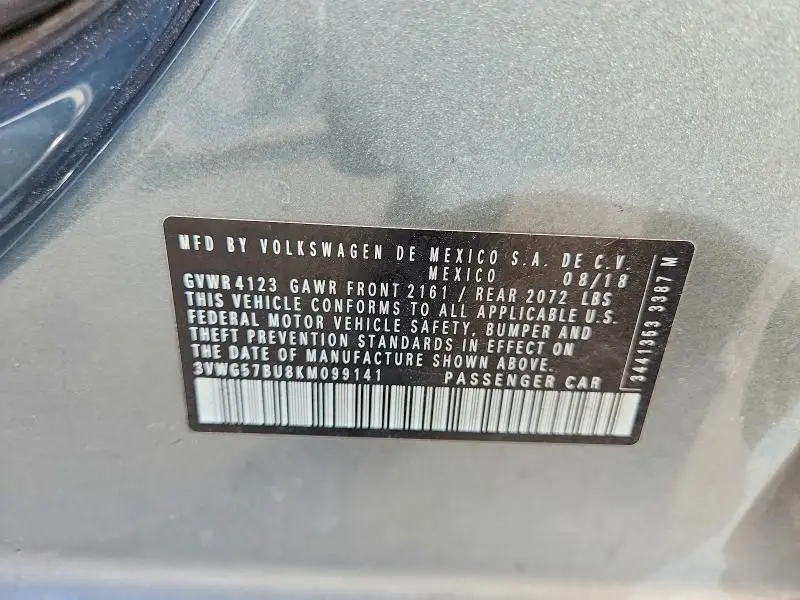 MFD BY VOLKSWAGEN DE MEXICO S.A. DE C.V.
MEXICO 08/18
GVWR 4123 GAWR FRONT 2161 / REAR 2072 LBS
THIS VEHICLE CONFORMS TO ALL APPLICABLE U.S.
FEDERAL MOTOR VEHICLE SAFETY, BUMPER AND
THEFT PREVENTION STANDARDS IN EFFECT ON
THE DATE OF MANUFACTURE SHOWN ABOVE.
3VWG57BU8KM099141 PASSENGER CAR
3441363 3387 M